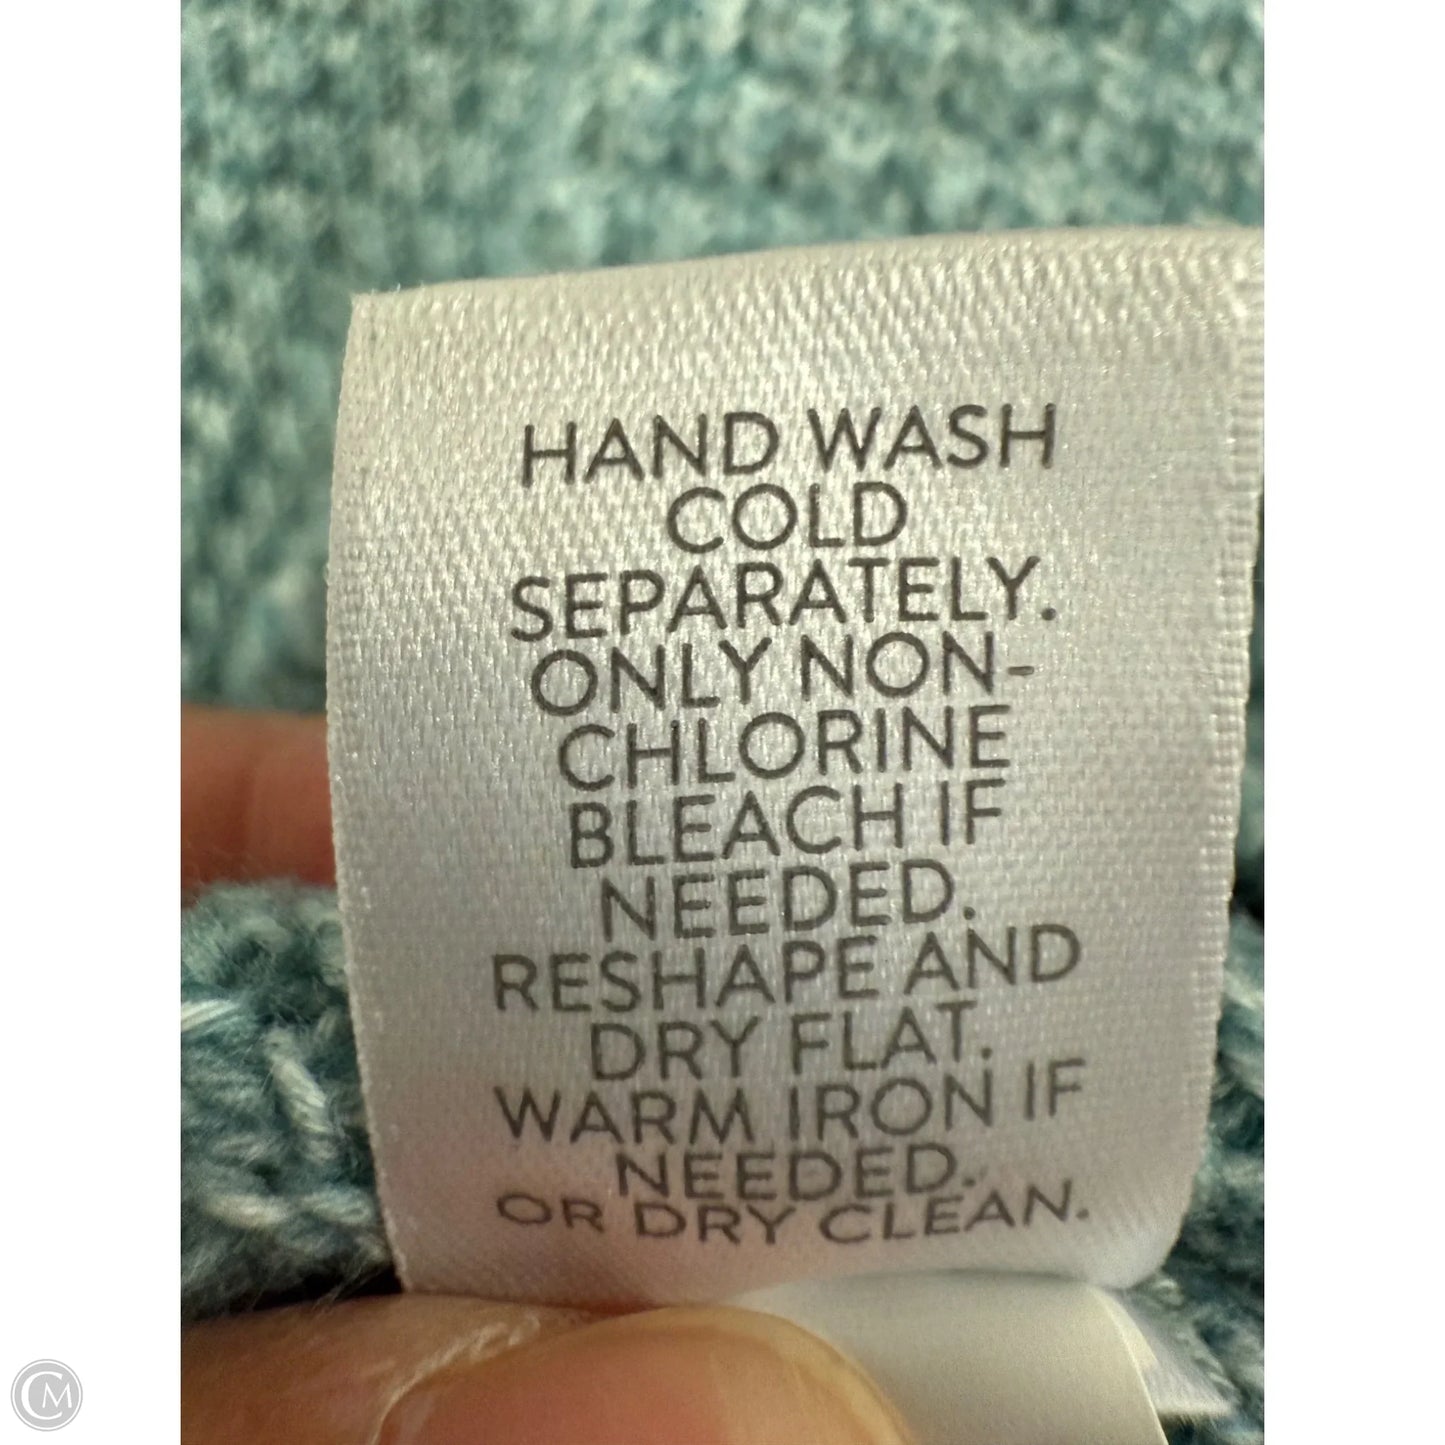 HAND WASH
COLD
SEPARATELY.
ONLY NON-
CHLORINE
BLEACH IF
NEEDED.
RESHAPE AND
DRY FLAT.
WARM IRON IF
NEEDED.
OR DRY CLEAN.
CM